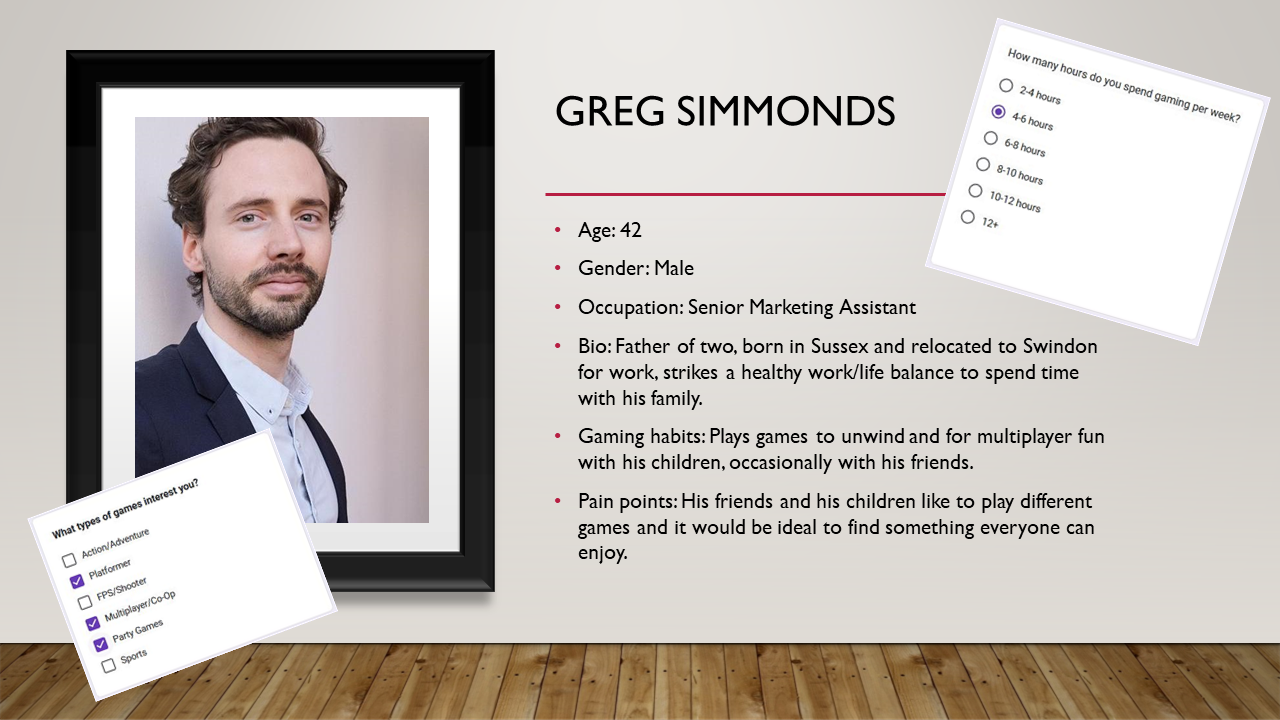 GREG SIMMONDS
• Age: 42
• Gender: Male
• Occupation: Senior Marketing Assistant
• Bio: Father of two, born in Sussex and relocated to Swindon
for work, strikes a healthy work/life balance to spend time
with his family.
• Gaming habits: Plays games to unwind and for multiplayer fun
with his children, occasionally with his friends.
• Pain points: His friends and his children like to play different
games and it would be ideal to find something everyone can
enjoy.
How many hours do you spend gaming per week?
2-4 hours
4-6 hours
6-8 hours
8-10 hours
10-12 hours
12+
What types of games interest you?
Action/Adventure
Platformer
FPS/Shooter
Multiplayer/Co-Op
Party Games
Sports